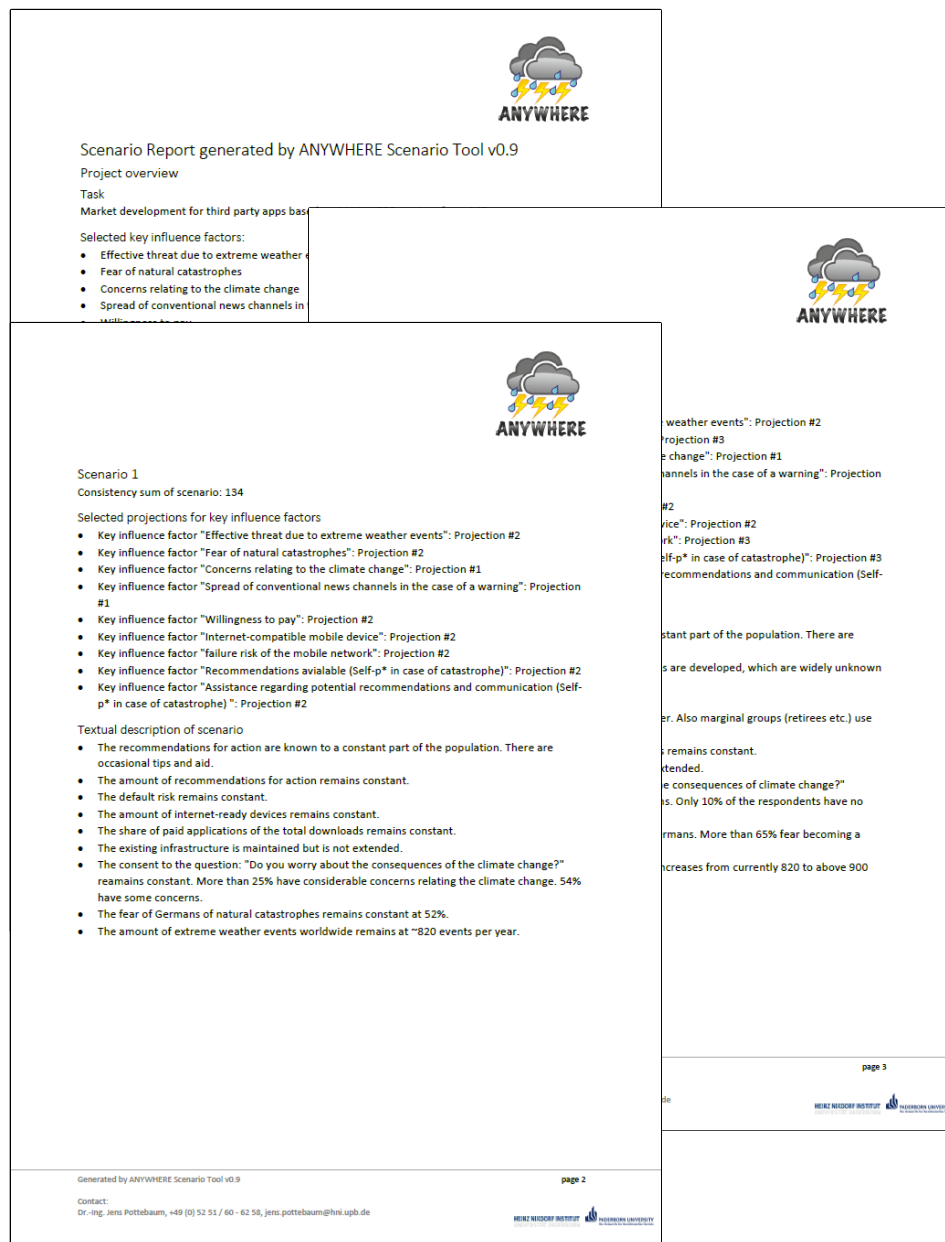 ANYWHERE
Scenario Report generated by ANYWHERE Scenario Tool v0.9
Project overview
Task
Market development for third party apps
Selected key influence factors:
• Effective threat due to extreme weather
• Fear of natural catastrophes
• Concerns relating to the climate change
• Spread of conventional news channels in
ANYWHERE
weather events": Projection #2
Projection #3
change": Projection #1
in the case of a warning": Projection
#2
Projection #2
Projection #3
in case of catastrophe)": Projection #3
recommendations and communication (Self-
part of the population. There are
are developed, which are widely unknown
Also marginal groups (retirees etc.) use
remains constant.
consequences of climate change?"
Only 10% of the respondents have no
More than 65% fear becoming a
from currently 820 to above 900
page 3
de
HEINZ NIXDORF INSTITUT
ANYWHERE
Scenario 1
Consistency sum of scenario: 134
Selected projections for key influence factors
• Key influence factor "Effective threat due to extreme weather events": Projection #2
• Key influence factor "Fear of natural catastrophes": Projection #2
• Key influence factor "Concerns relating to the climate change": Projection #1
• Key influence factor "Spread of conventional news channels in the case of a warning": Projection
#1
• Key influence factor "Willingness to pay": Projection #2
• Key influence factor "Internet-compatible mobile device": Projection #2
• Key influence factor "failure risk of the mobile network": Projection #2
• Key influence factor "Recommendations avialable (Self-p* in case of catastrophe)": Projection #2
• Key influence factor "Assistance regarding potential recommendations and communication (Self-
p* in case of catastrophe) ": Projection #2
Textual description of scenario
• The recommendations for action are known to a constant part of the population. There are
occasional tips and aid.
• The amount of recommendations for action remains constant.
• The default risk remains constant.
• The amount of internet-ready devices remains constant.
• The share of paid applications of the total downloads remains constant.
• The existing infrastructure is maintained but is not extended.
• The consent to the question: "Do you worry about the consequences of the climate change?"
reamains constant. More than 25% have considerable concerns relating the climate change. 54%
have some concerns.
• The fear of Germans of natural catastrophes remains constant at 52%.
• The amount of extreme weather events worldwide remains at ~820 events per year.
Generated by ANYWHERE Scenario Tool v0.9
page 2
Contact:
Dr.-Ing. Jens Pottebaum, +49 (0) 52 51 / 60 - 62 58, jens.pottebaum@hni.upb.de
HEINZ NIXDORF INSTITUT
PADERBORN UNIVERSITY